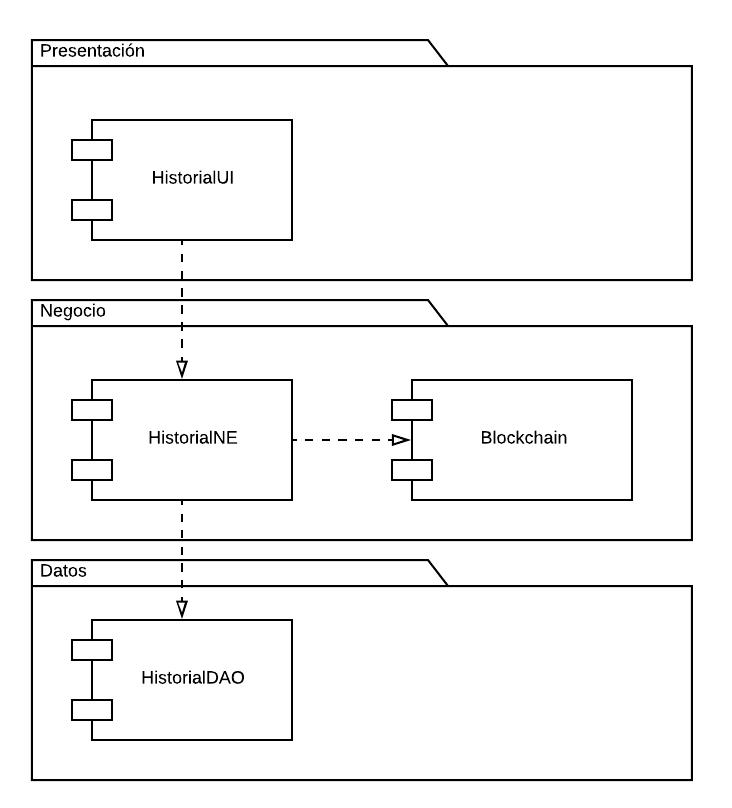 Presentación
HistorialUI
Negocio
HistorialNE
Blockchain
Datos
HistorialDAO